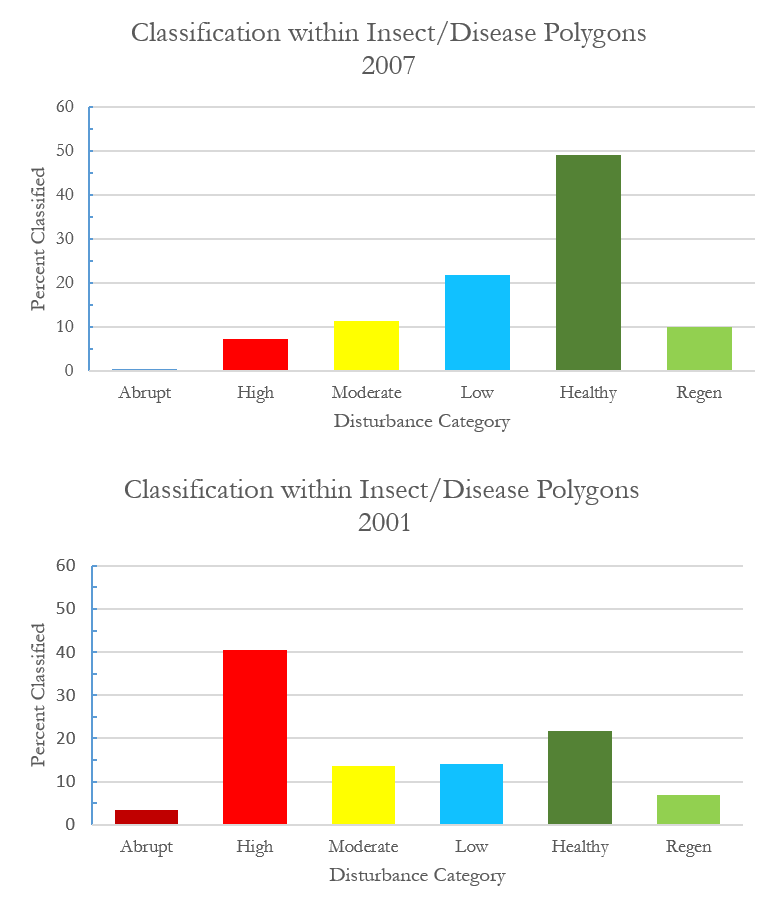 Classification within Insect/Disease Polygons
2007
60
50
40
30
20
10
0
Percent Classified
Abrupt High Moderate Low Healthy Regen
Disturbance Category
Classification within Insect/Disease Polygons
2001
60
50
40
30
20
10
0
Percent Classified
Abrupt High Moderate Low Healthy Regen
Disturbance Category